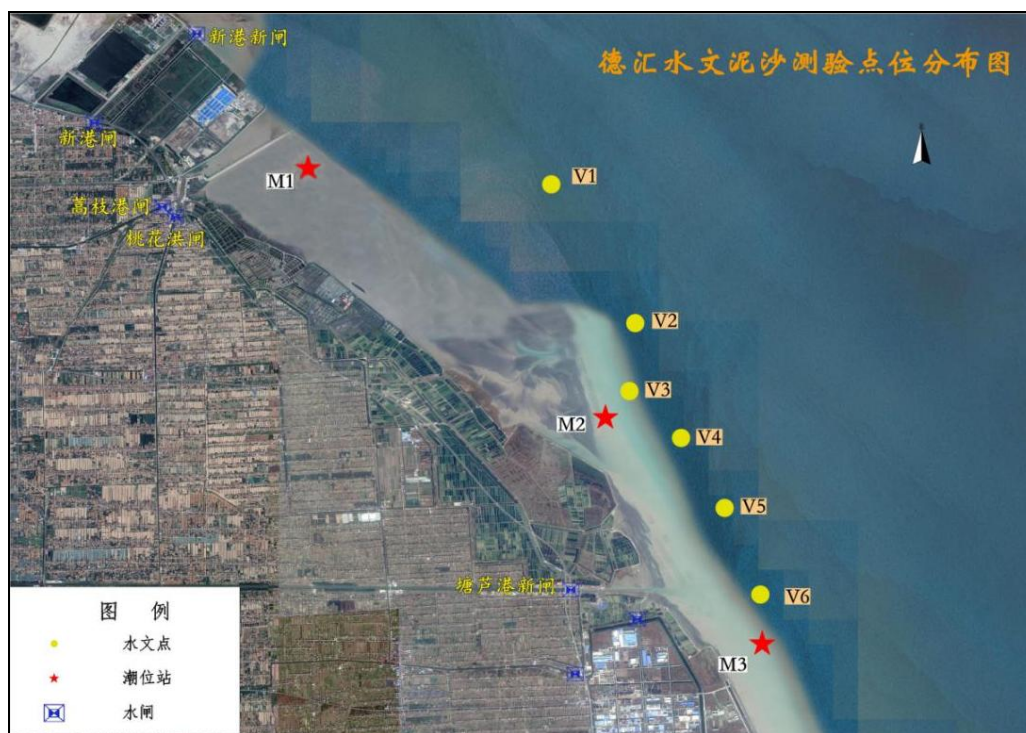 新港新闸
德汇水文泥沙测验点位分布图
新港闸
M1
V1
蒿枝港闸
桃花洪闸
V2
V3
M2
V4
V5
塘芦港新闸
V6
M3
图 例
水文点
潮位站
水闸